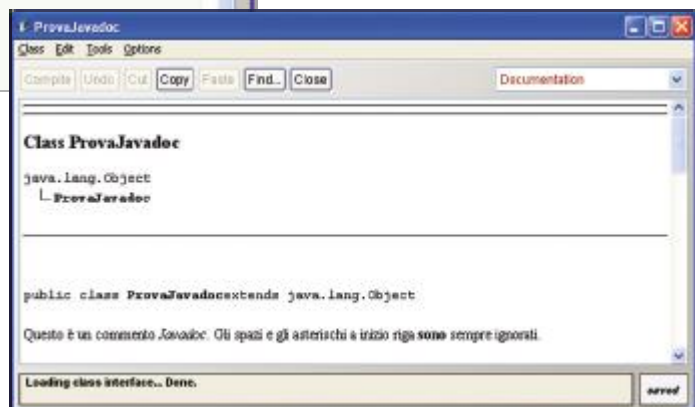 ProvaJavadoc
Class Edit Tools Options
Compile Undo Cut Copy Paste Find... Close Documentation
Class ProvaJavadoc
java.lang.Object
ProvaJavadoc
public class ProvaJavadocextends java.lang.Object
Questo è un commento Javadoc. Gli spazi e gli asterischi a inizio riga sono sempre ignorati.
Loading class interface... Done.
saved